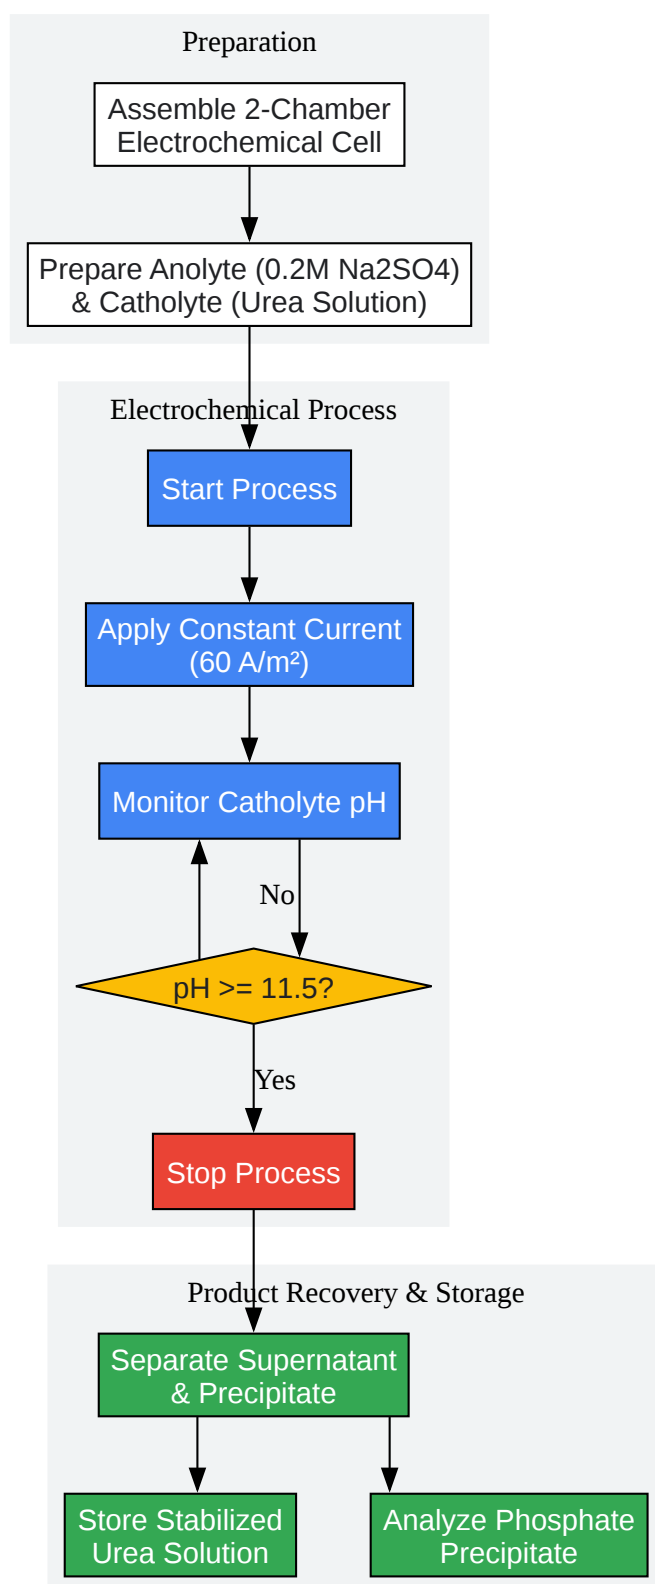 Preparation
Assemble 2-Chamber
Electrochemical Cell
Prepare Anolyte (0.2M Na2SO4)
& Catholyte (Urea Solution)
Electrochemical Process
Start Process
Apply Constant Current
(60 A/m²)
Monitor Catholyte pH
No
pH >= 11.5?
Yes
Stop Process
Product Recovery & Storage
Separate Supernatant
& Precipitate
Store Stabilized
Urea Solution
Analyze Phosphate
Precipitate